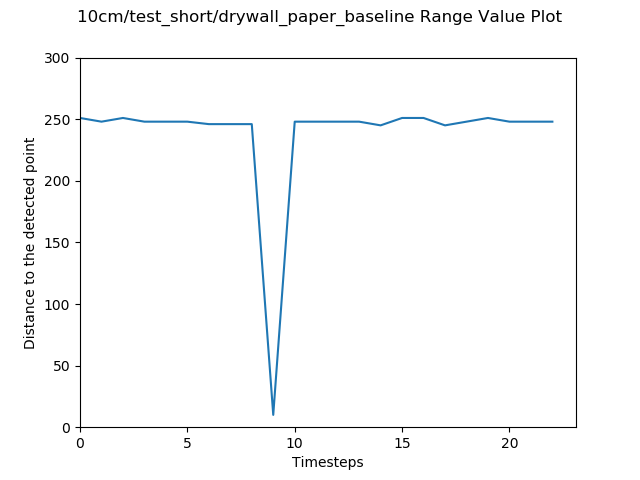 10cm/test_short/drywall_paper_baseline Range Value Plot
300
250
200
150
100
50
0
Distance to the detected point
0 5 10 15 20
Timesteps